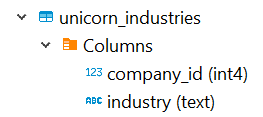 unicorn_industries
Columns
123 company_id (int4)
ABC industry (text)